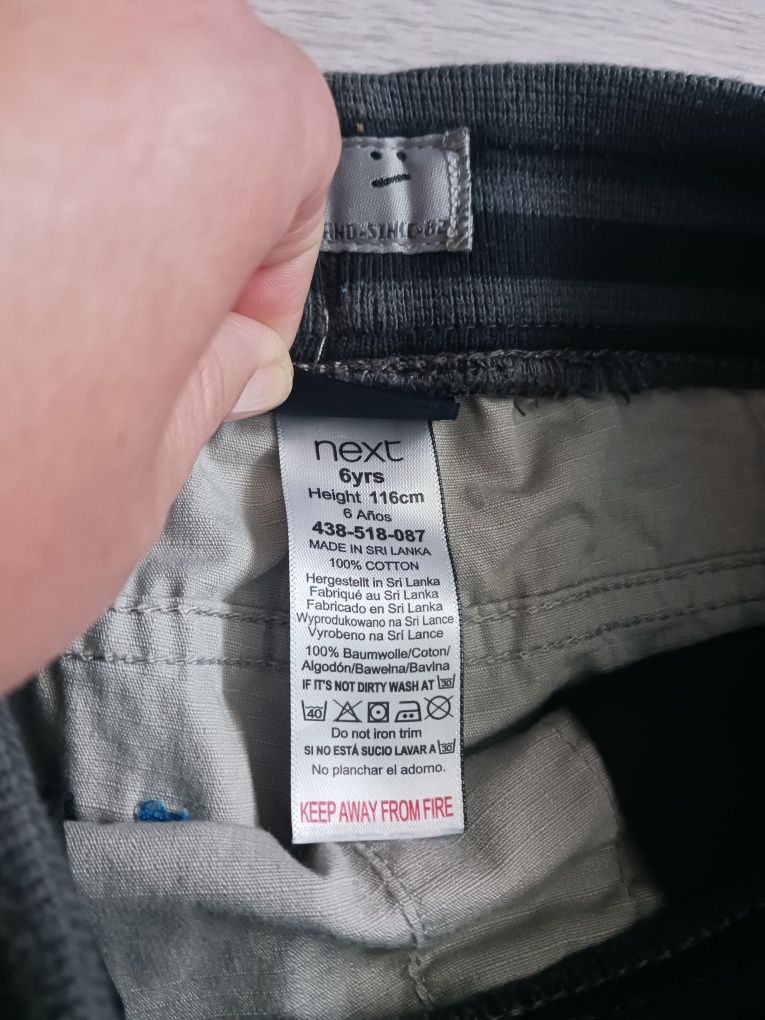 SINCE-82
next
6yrs
Height 116cm
6 Años
438-518-087
MADE IN SRI LANKA
100% COTTON
Hergestellt in Sri Lanka
Fabriqué au Sri Lanka
Fabricado en Sri Lanka
Wyprodukowano na Sri Lance
Vyrobeno na Srí Lance
100% Baumwolle/Coton/
Algodón/Bawełna/Bavlna
IF IT'S NOT DIRTY WASH AT 30
40
Do not iron trim
SI NO ESTÁ SUCIO LAVAR A 30
No planchar el adorno.
KEEP AWAY FROM FIRE